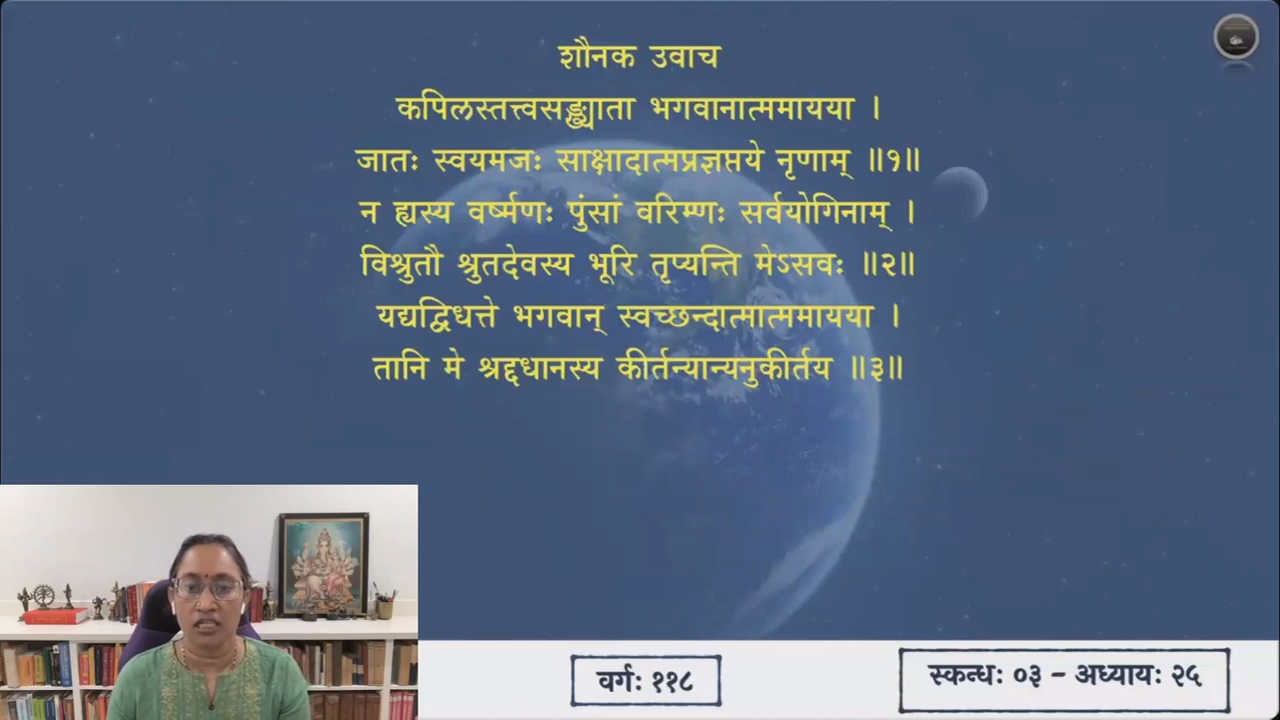 शौनक उवाच
कपिलस्तत्त्वसङ्ख्याता भगवानात्ममायया ।
जातः स्वयमजः साक्षादात्मप्रज्ञप्तये नृणाम् ॥१॥
न ह्यस्य वर्ष्मणः पुंसां वरिम्णः सर्वयोगिनाम् ।
विश्रुतौ श्रुतदेवस्य भूरि तृप्यन्ति मेऽसवः ॥२॥
यद्यद्विधत्ते भगवान् स्वच्छन्दात्मात्ममायया ।
तानि मे श्रद्दधानस्य कीर्तन्यान्यनुकीर्तय ॥३॥
वर्गः ११८
स्कन्धः ०३ - अध्यायः २५